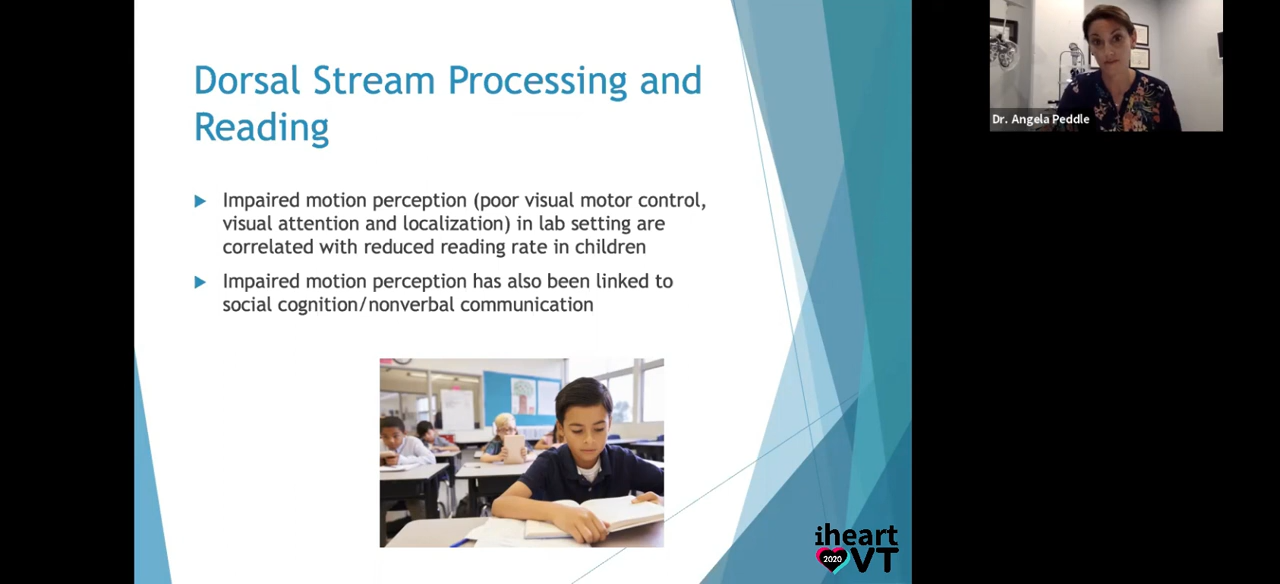 Dorsal Stream Processing and
Reading
Impaired motion perception (poor visual motor control,
visual attention and localization) in lab setting are
correlated with reduced reading rate in children
Impaired motion perception has also been linked to
social cognition/nonverbal communication
iheart
2020 VT
Dr. Angela Peddle